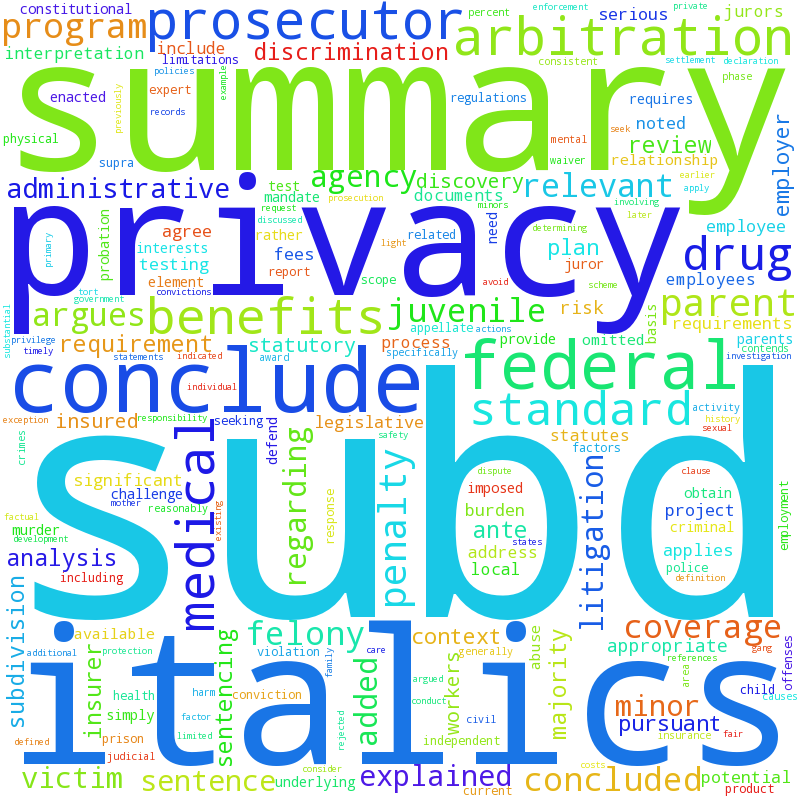 constitutional
program
prosecutor
percent
enforcement
private
serious
jurors
arbitration
interpretation
include
limitations
discrimination
consistent
settlement
declaration
summary
policies
expert
example
phase
enacted
previously
records
regulations
requires
employer
physical
mental
seek
noted
waiver
review
supra
relationship
earlier
administrative
test
agency
discovery
relevant
apply
mandate
prosecution
documents
minors
involving
later
privacy
request
discussed
determining
primary
probation
agree
rather
related
need
employee
interests
fees
light
plan
drug
testing
report
scope
juror
element
avoid
scheme
employees
tort
government
convictions
substantial
argues
benefits
juvenile
risk
parent
appellate
actions
basis
requirements
privilege
requirement
statutory
process
provide
omitted
parents
contends
timely
statements
indicated
award
specifically
investigation
conclude
federal
individual
exception
insured
responsibility
seeking
legislative
standard
activity
history
sexual
crimes
medical
defend
safety
statutes
factors
subd
significant
regarding
penalty
dispute
clause
challenge
mother
reasonably
response
imposed
litigation
obtain
employment
factual
murder
existing
burden
project
development
ante
criminal
analysis
states
address
applies
including
local
police
definition
subdivision
felony
coverage
available
sentencing
context
added
appropriate
additional
protection
violation
care
generally
abuse
majority
gang
references
offenses
italics
insurer
health
harm
conviction
family
argued
workers
area
child
causes
simply
factor
conduct
minor
defined
prison
limited
rejected
civil
pursuant
fair
judicial
independent
insurance
victim
sentence
consider
underlying
explained
concluded
costs
potential
current
product